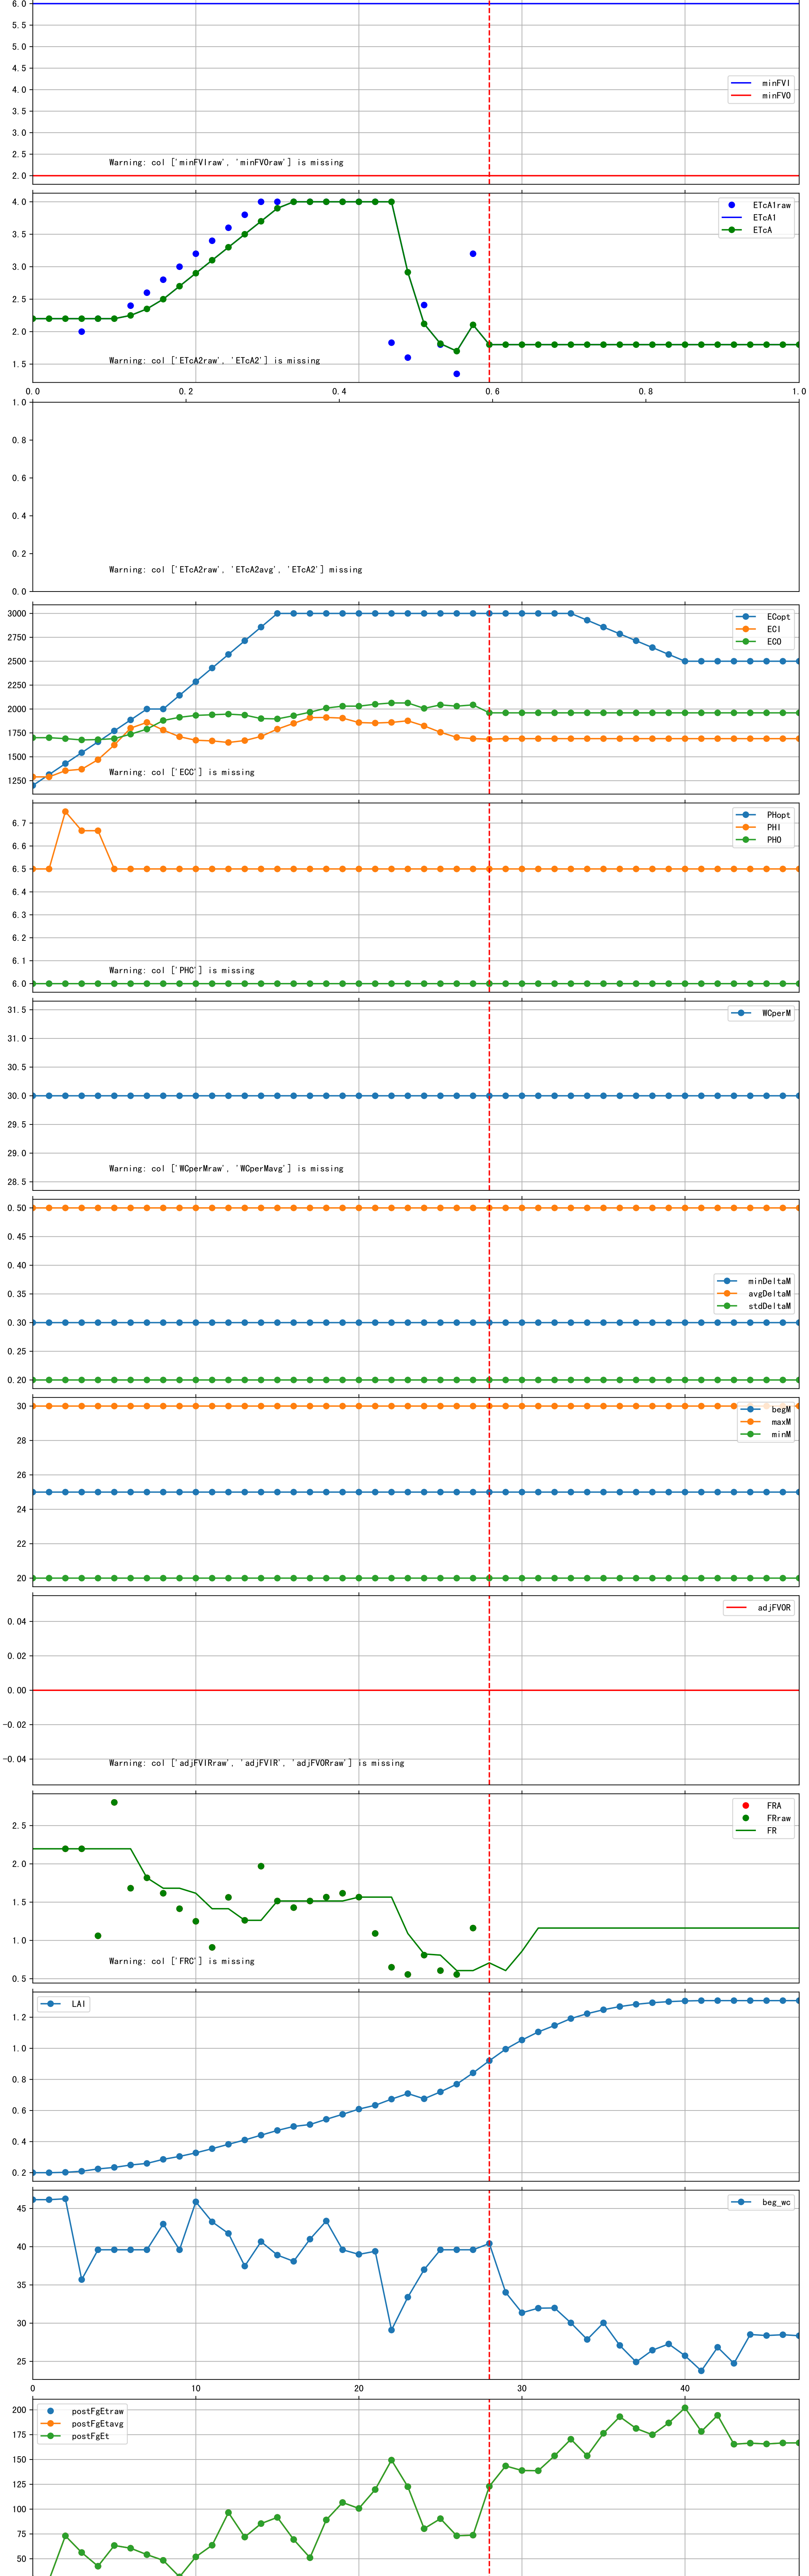 6.0
5.5
5.0
4.5
4.0
3.5
3.0
2.5
2.0
minFVI
minFVO
Warning: col ['minFVIraw', 'minFVOraw'] is missing
4.0
3.5
3.0
2.5
2.0
1.5
ETcA1raw
ETcA1
ETcA
Warning: col ['ETcA2raw', 'ETcA2'] is missing
0.0 0.2 0.4 0.6 0.8 1.0
1.0
0.8
0.6
0.4
0.2
0.0
Warning: col ['ETcA2raw', 'ETcA2avg', 'ETcA2'] missing
3000
2750
2500
2250
2000
1750
1500
1250
ECopt
ECI
ECO
Warning: col ['ECC'] is missing
6.7
6.6
6.5
6.4
6.3
6.2
6.1
6.0
PHopt
PHI
PHO
Warning: col ['PHC'] is missing
31.5
31.0
30.5
30.0
29.5
29.0
28.5
WCperM
Warning: col ['WCperMraw', 'WCperMavg'] is missing
0.50
0.45
0.40
0.35
0.30
0.25
0.20
minDeltaM
avgDeltaM
stdDeltaM
30
28
26
24
22
20
begM
maxM
minM
0.04
0.02
0.00
−0.02
−0.04
adjFVOR
Warning: col ['adjFVIRraw', 'adjFVIR', 'adjFVORraw'] is missing
2.5
2.0
1.5
1.0
0.5
FRA
FRraw
FR
Warning: col ['FRC'] is missing
1.2
1.0
0.8
0.6
0.4
0.2
LAI
45
40
35
30
25
beg_wc
0 10 20 30 40
200
175
150
125
100
75
50
postFgEtraw
postFgEtavg
postFgEt